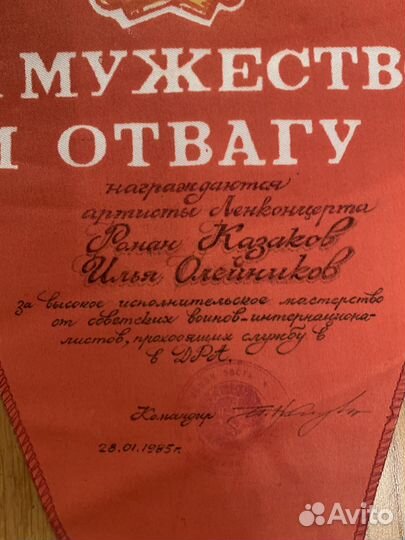 МУЖЕСТВ
ОТВАГУ
награждаются
артисты Ленконцерта
Роман Казаков
Илья Олейников
за высокое исполнительское мастерство
от советских воинов-интернациона-
листов, проходящих службу в
в ДРА.
Командир
28.01.1985г.
Avito